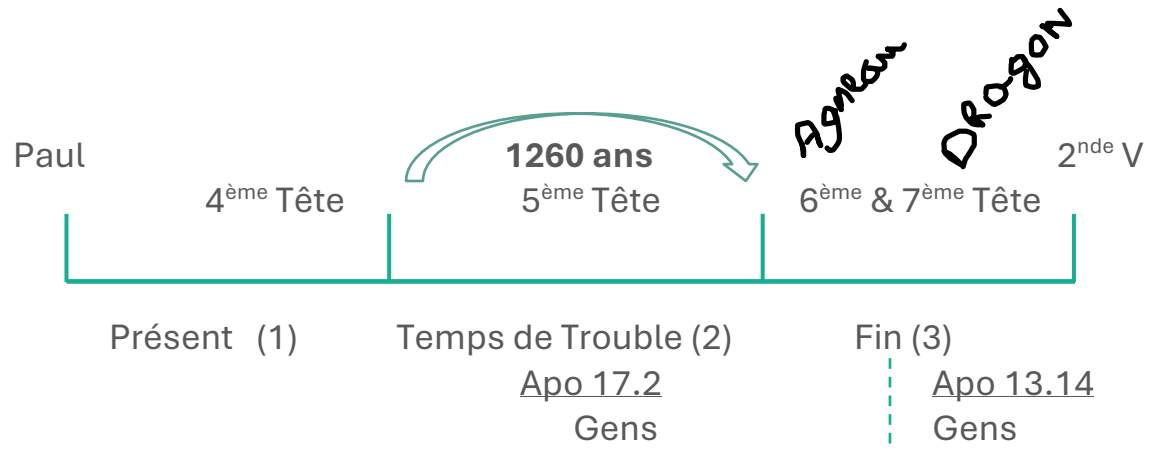 Agneau
DRagoN
Paul
1260 ans
2nde V
4ème Tête
5ème Tête
6ème & 7ème Tête
Présent (1)
Temps de Trouble (2)
Fin (3)
Apo 17.2
Apo 13.14
Gens
Gens